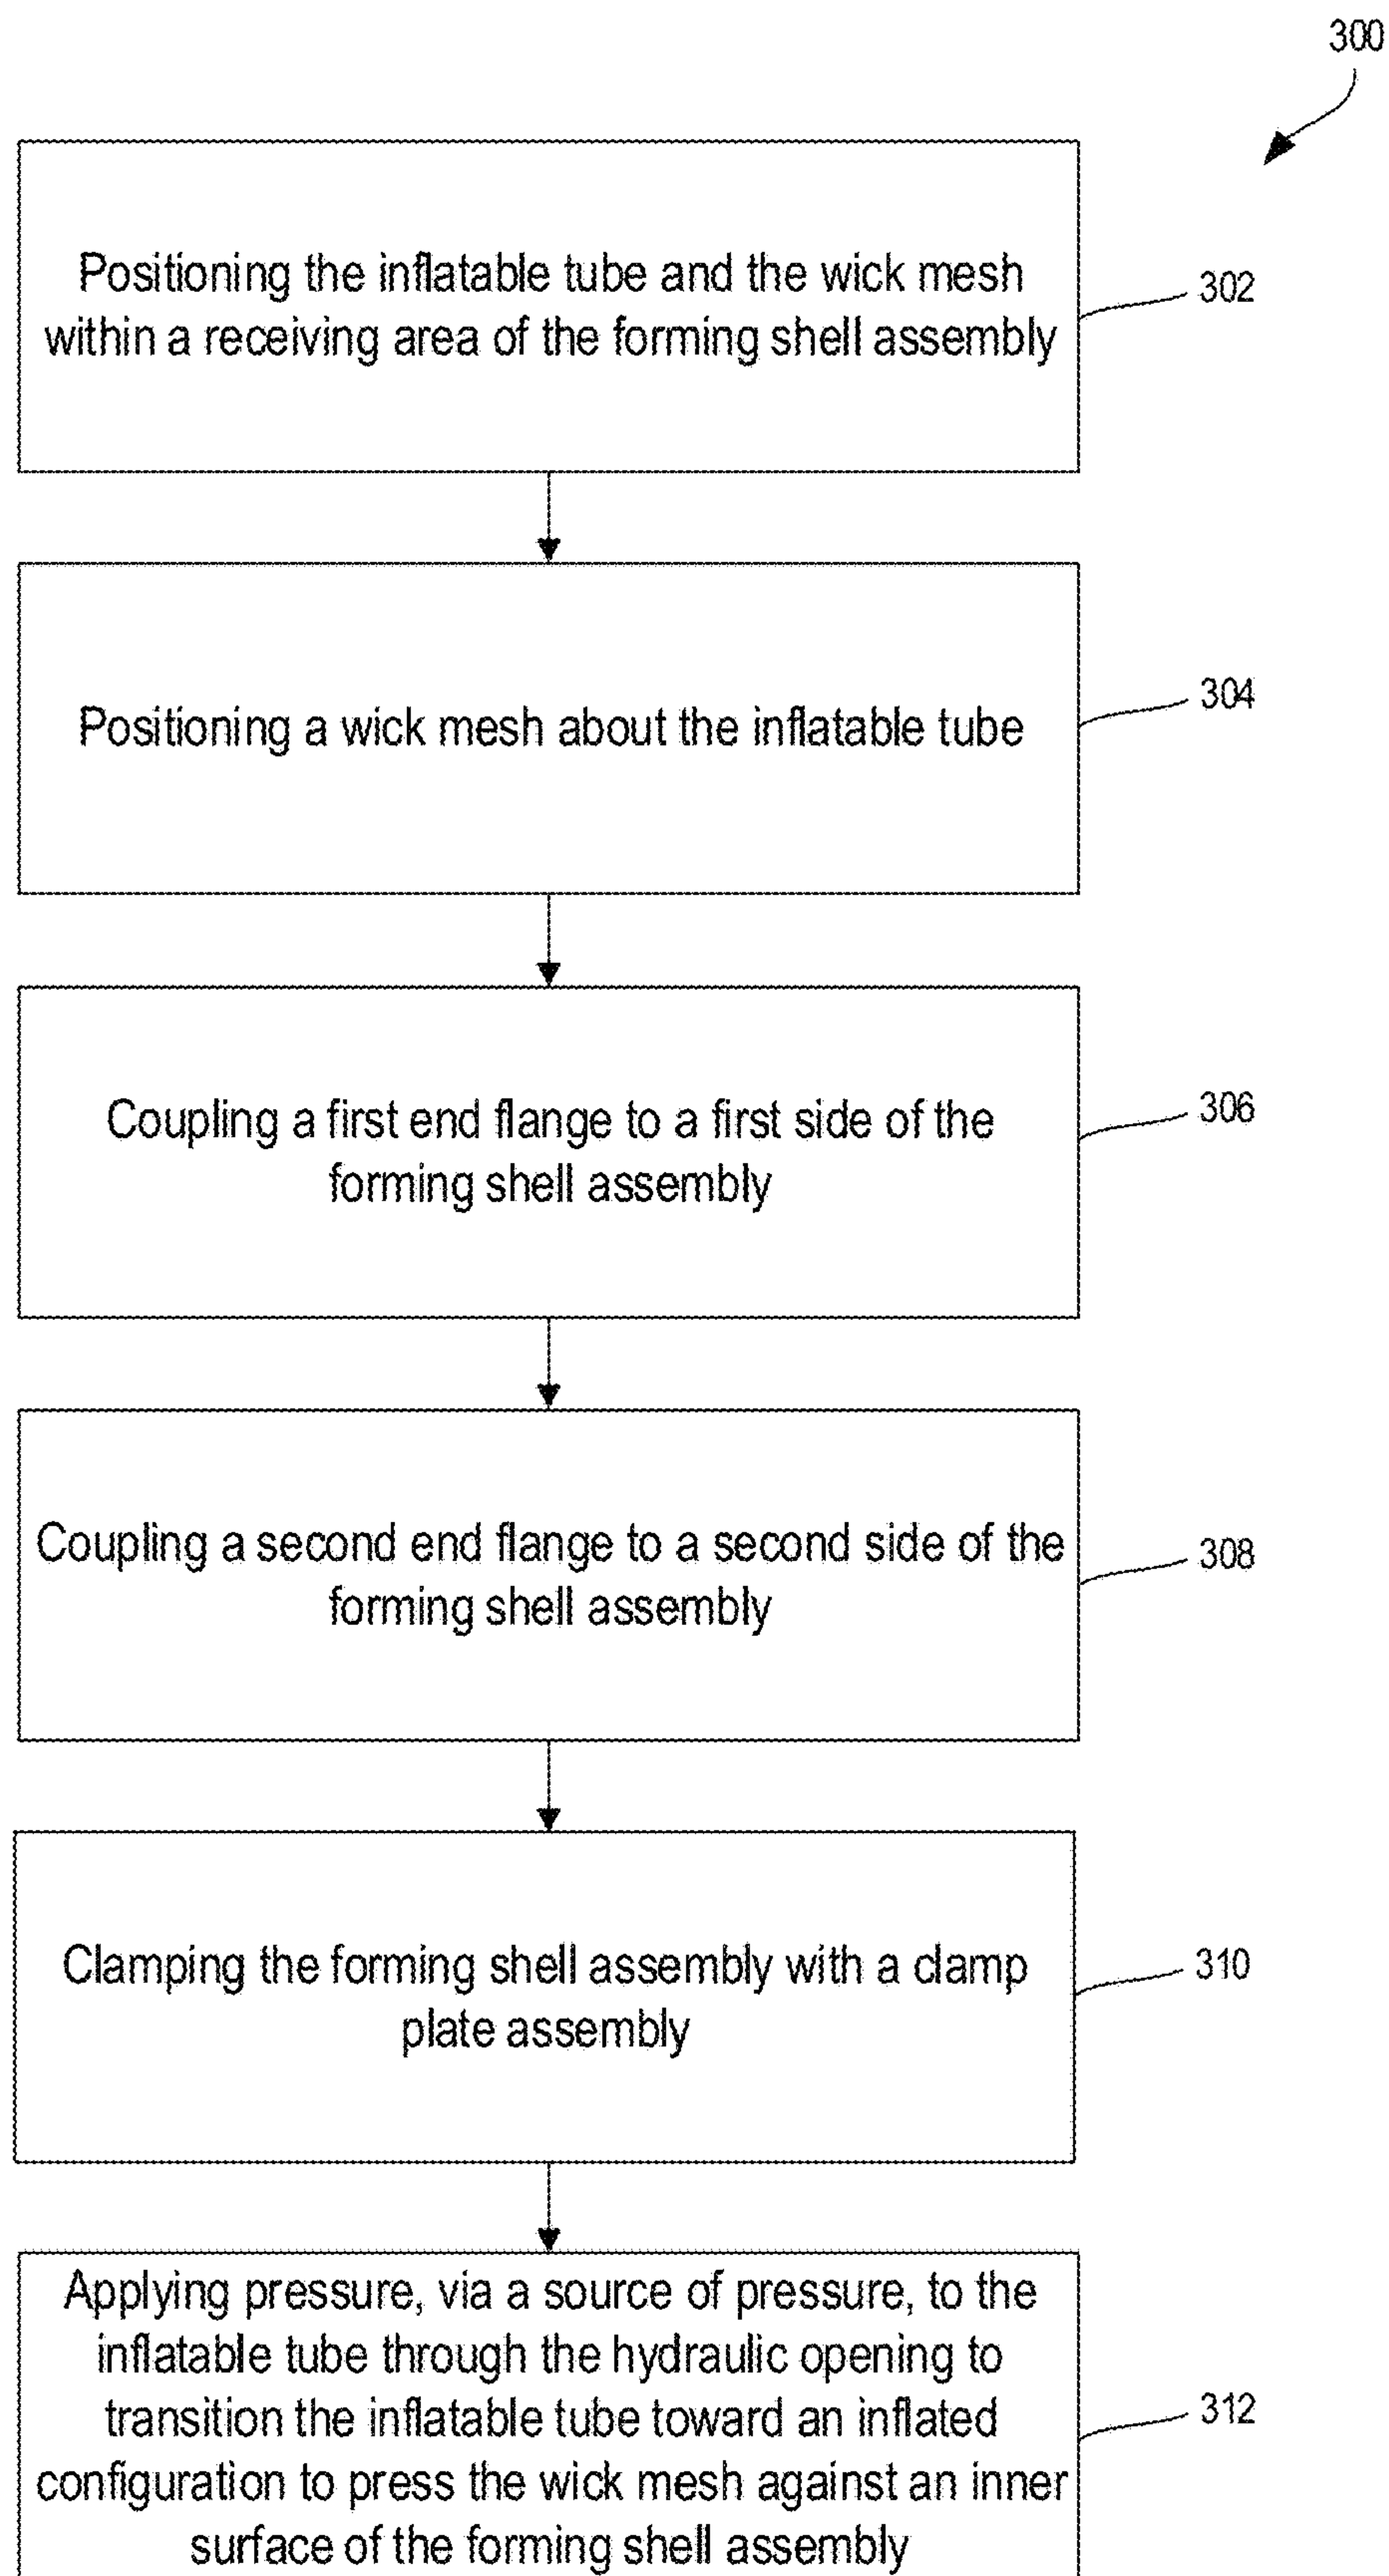 300
Positioning the inflatable tube and the wick mesh
within a receiving area of the forming shell assembly
302
Positioning a wick mesh about the inflatable tube
304
Coupling a first end flange to a first side of the
forming shell assembly
306
Coupling a second end flange to a second side of the
forming shell assembly
308
Clamping the forming shell assembly with a clamp
plate assembly
310
Applying pressure, via a source of pressure, to the
inflatable tube through the hydraulic opening to
transition the inflatable tube toward an inflated
configuration to press the wick mesh against an inner
surface of the forming shell assembly
312